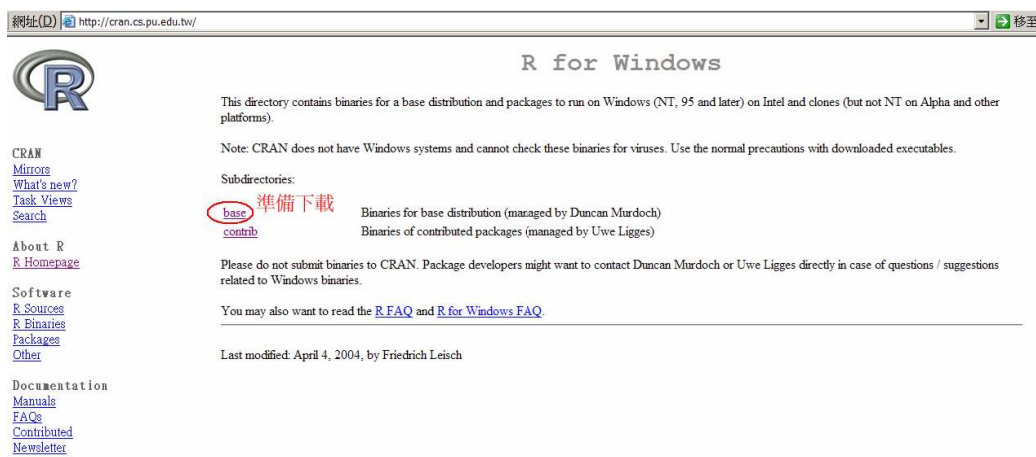 網址(D) http://cran.cs.pu.edu.tw/ 移至
R
R for Windows
This directory contains binaries for a base distribution and packages to run on Windows (NT, 95 and later) on Intel and clones (but not NT on Alpha and other
platforms).
Note: CRAN does not have Windows systems and cannot check these binaries for viruses. Use the normal precautions with downloaded executables.
Subdirectories:
base 準備下載 Binaries for base distribution (managed by Duncan Murdoch)
contrib Binaries of contributed packages (managed by Uwe Ligges)
Please do not submit binaries to CRAN. Package developers might want to contact Duncan Murdoch or Uwe Ligges directly in case of questions / suggestions
related to Windows binaries.
You may also want to read the R FAQ and R for Windows FAQ.
Last modified: April 4, 2004, by Friedrich Leisch
CRAN
Mirrors
What's new?
Task Views
Search
About R
R Homepage
Software
R Sources
R Binaries
Packages
Other
Documentation
Manuals
FAQs
Contributed
Newsletter